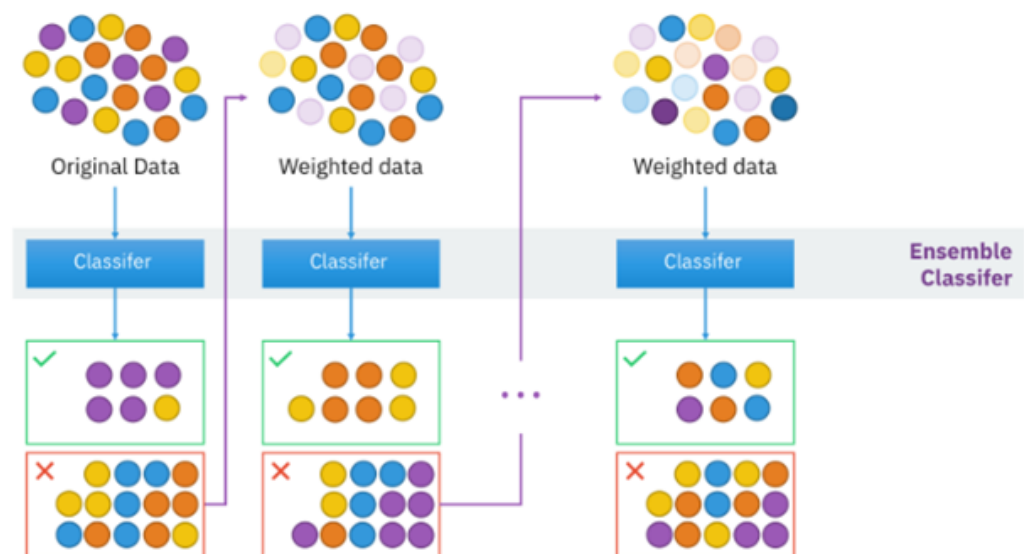 Original Data
Weighted data
Weighted data
Classifer
Classifer
Classifer
Ensemble
Classifer